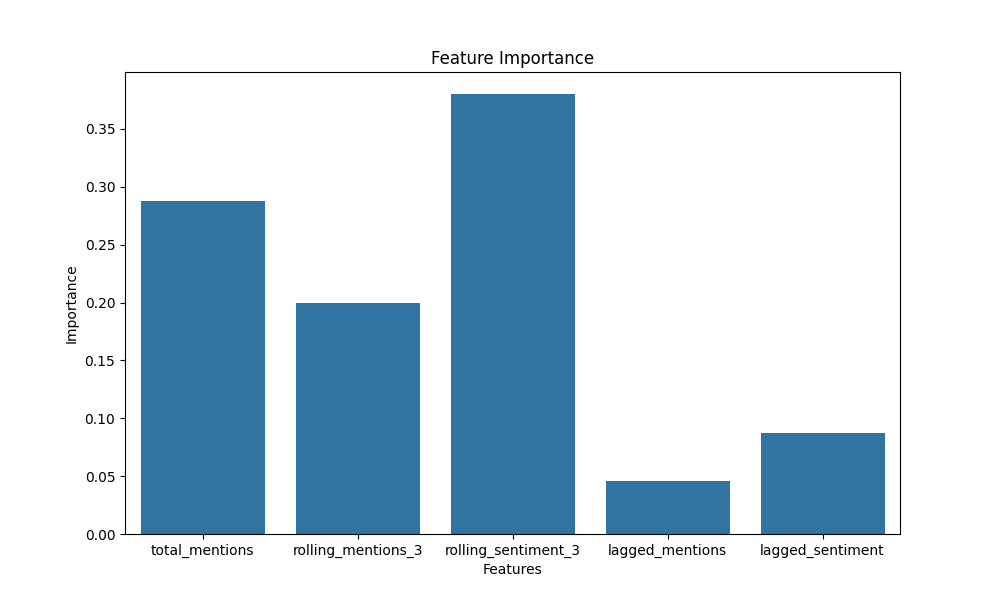 Feature Importance
Importance
0.35
0.30
0.25
0.20
0.15
0.10
0.05
0.00
total_mentions rolling_mentions_3 rolling_sentiment_3 lagged_mentions lagged_sentiment
Features